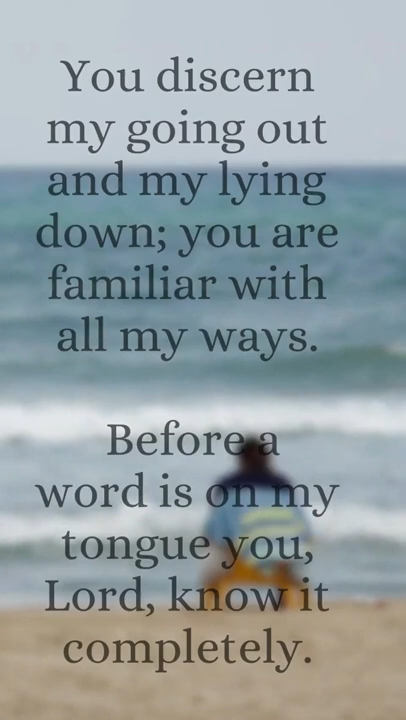 You discern
my going out
and my lying
down; you are
familiar with
all my ways.
Before a
word is on my
tongue you,
Lord, know it
completely.